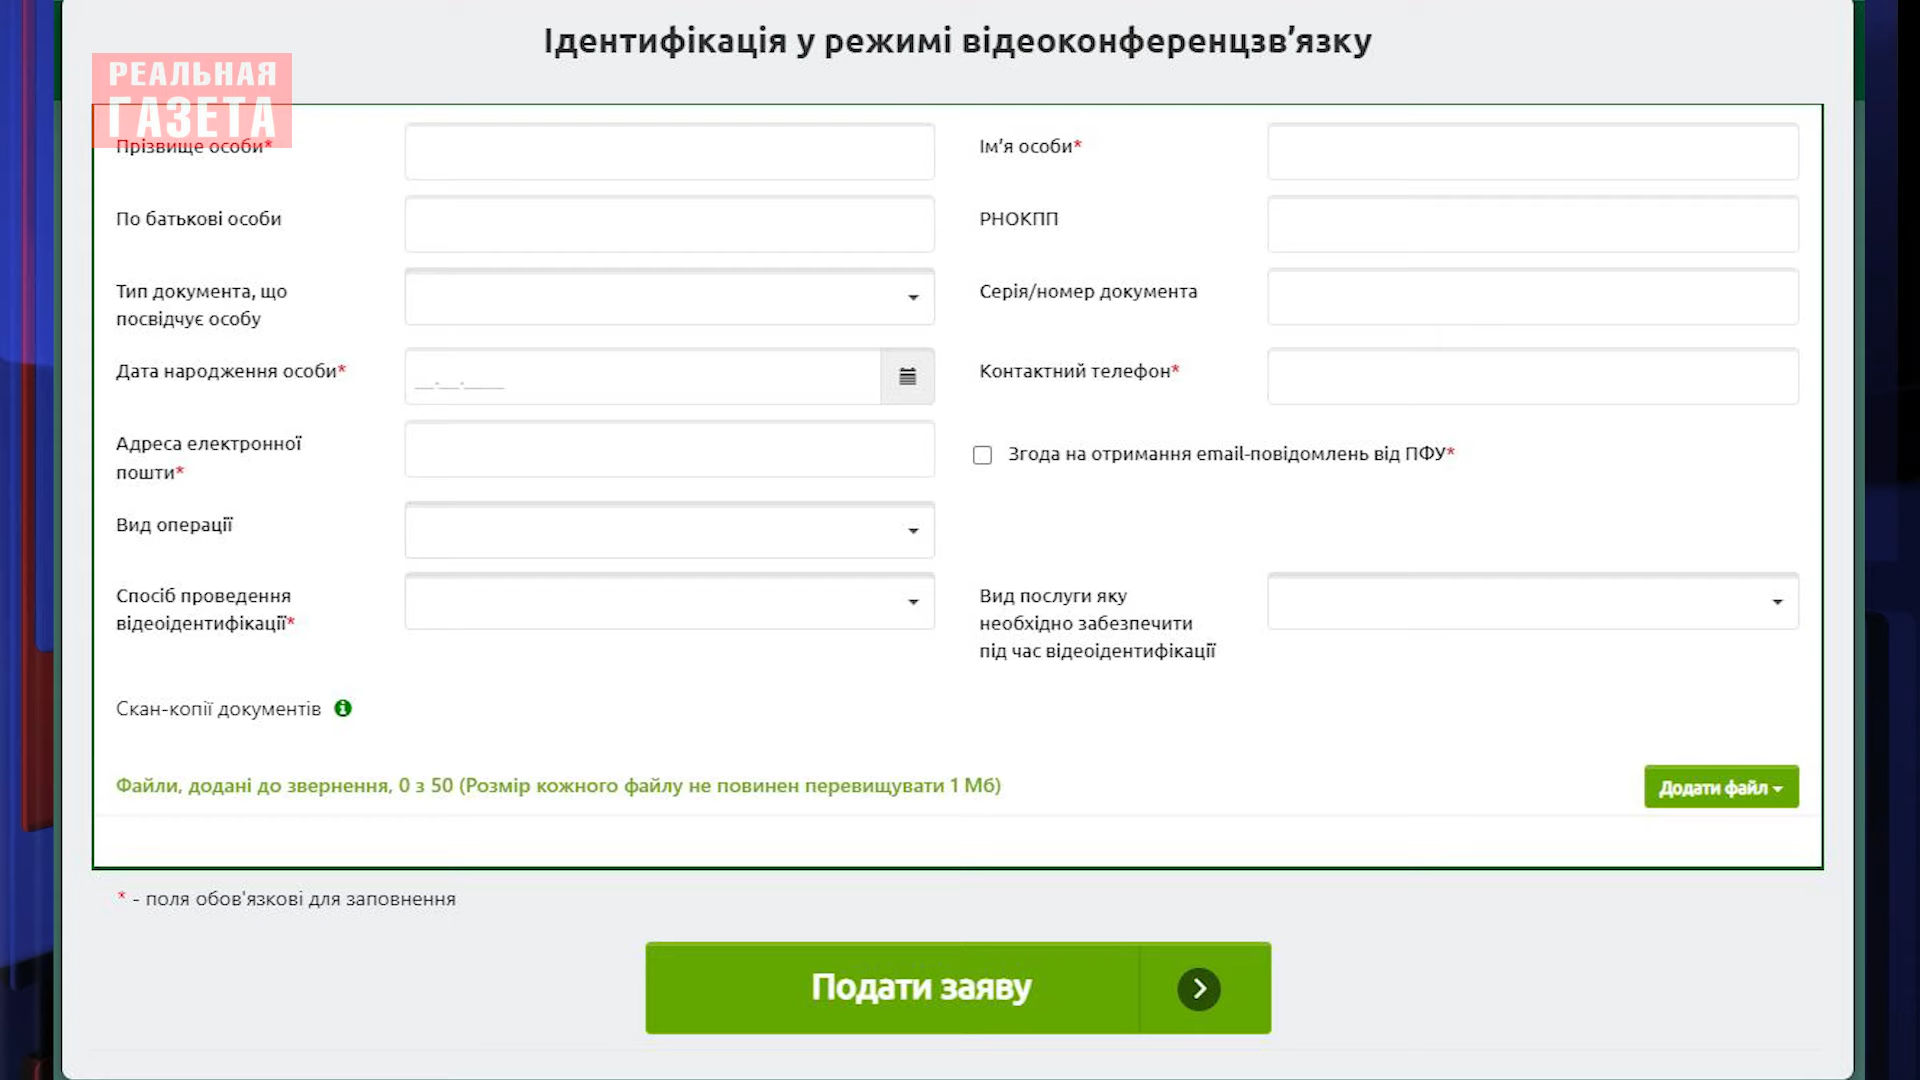 Ідентифікація у режимі відеоконференцзв’язку
РЕАЛЬНАЯ
ГАЗЕТА
Прізвище особи*
Ім’я особи*
По батькові особи
РНОКПП
Тип документа, що
посвідчує особу
Серія/номер документа
Дата народження особи*
__.__.____
Контактний телефон*
Адреса електронної
пошти*
Згода на отримання email-повідомлень від ПФУ*
Вид операції
Спосіб проведення
відеоідентифікації*
Вид послуги яку
необхідно забезпечити
під час відеоідентифікації
Скан-копії документів
Файли, додані до звернення, 0 з 50 (Розмір кожного файлу не повинен перевищувати 1 Мб)
Додати файл
* - поля обов'язкові для заповнення
Подати заяву